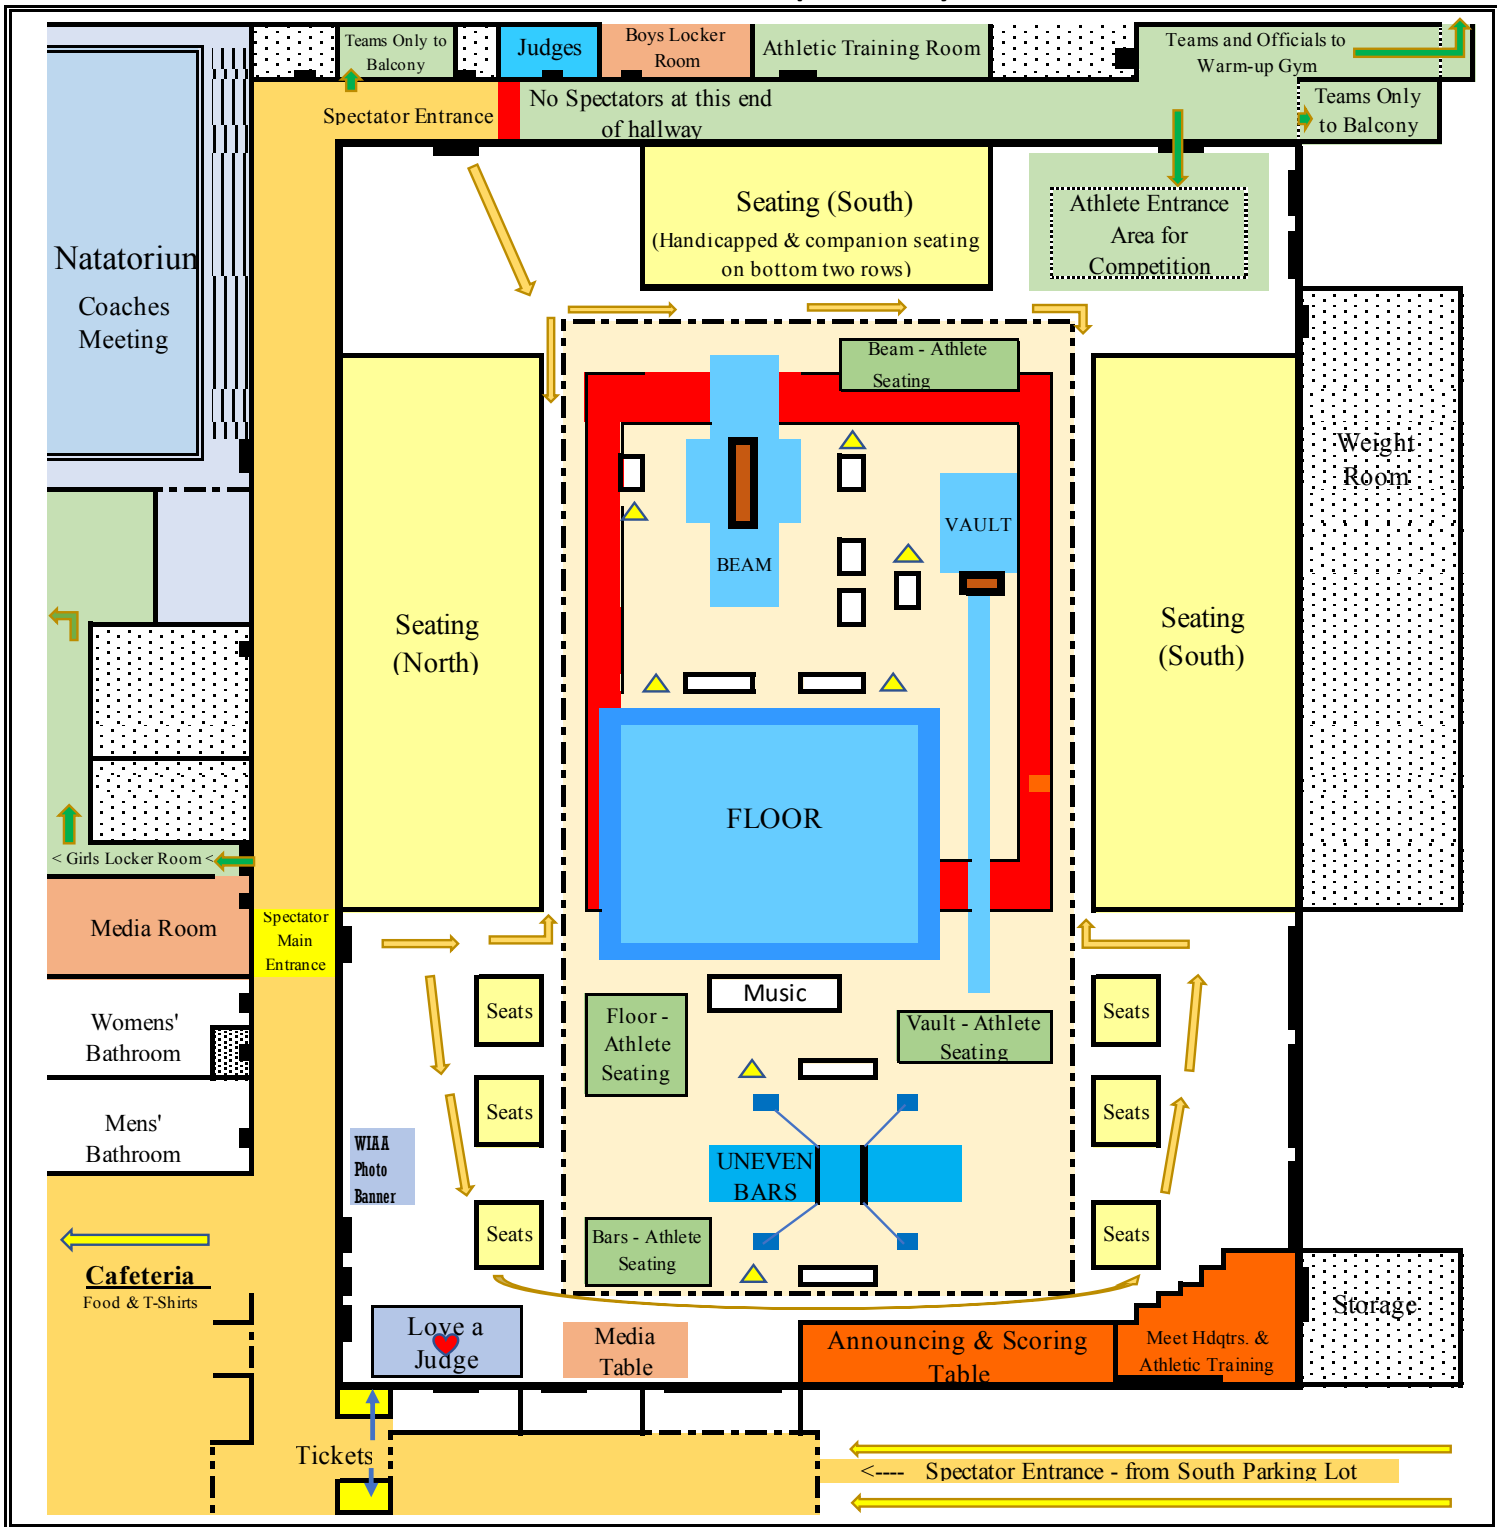 Teams Only to
Balcony
Judges
Boys Locker
Room
Athletic Training Room
Teams and Officials to
Warm-up Gym
Spectator Entrance
No Spectators at this end
of hallway
Teams Only
to Balcony
Seating (South)
(Handicapped & companion seating
on bottom two rows)
Athlete Entrance
Area for
Competition
Natatoriun
Coaches
Meeting
Beam - Athlete
Seating
Weight
Room
VAULT
BEAM
Seating
(North)
Seating
(South)
FLOOR
< Girls Locker Room <
Media Room
Spectator
Main
Entrance
Music
Seats
Floor -
Athlete
Seating
Vault - Athlete
Seating
Seats
Womens'
Bathroom
Seats
Seats
Mens'
Bathroom
WIAA
Photo
Banner
UNEVEN
BARS
Seats
Bars - Athlete
Seating
Seats
Cafeteria
Food & T-Shirts
Storage
Love a
Judge
Media
Table
Announcing & Scoring
Table
Meet Hdqtrs. &
Athletic Training
Tickets
<---- Spectator Entrance - from South Parking Lot